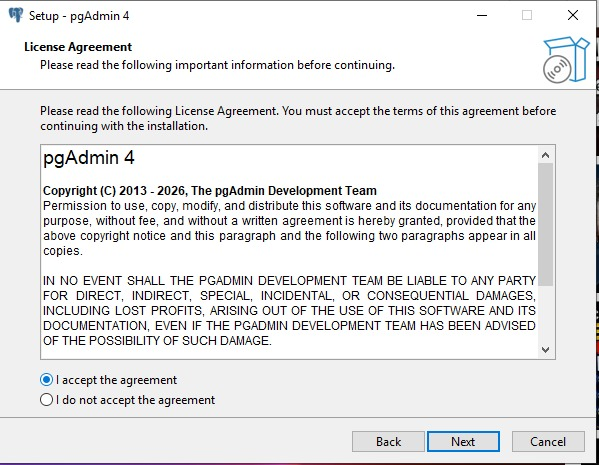 Setup - pgAdmin 4
License Agreement
Please read the following important information before continuing.
Please read the following License Agreement. You must accept the terms of this agreement before
continuing with the installation.
pgAdmin 4
Copyright (C) 2013 - 2026, The pgAdmin Development Team
Permission to use, copy, modify, and distribute this software and its documentation for any
purpose, without fee, and without a written agreement is hereby granted, provided that the
above copyright notice and this paragraph and the following two paragraphs appear in all
copies.
IN NO EVENT SHALL THE PGADMIN DEVELOPMENT TEAM BE LIABLE TO ANY PARTY
FOR DIRECT, INDIRECT, SPECIAL, INCIDENTAL, OR CONSEQUENTIAL DAMAGES,
INCLUDING LOST PROFITS, ARISING OUT OF THE USE OF THIS SOFTWARE AND ITS
DOCUMENTATION, EVEN IF THE PGADMIN DEVELOPMENT TEAM HAS BEEN ADVISED
OF THE POSSIBILITY OF SUCH DAMAGE.
I accept the agreement
I do not accept the agreement
Back Next Cancel